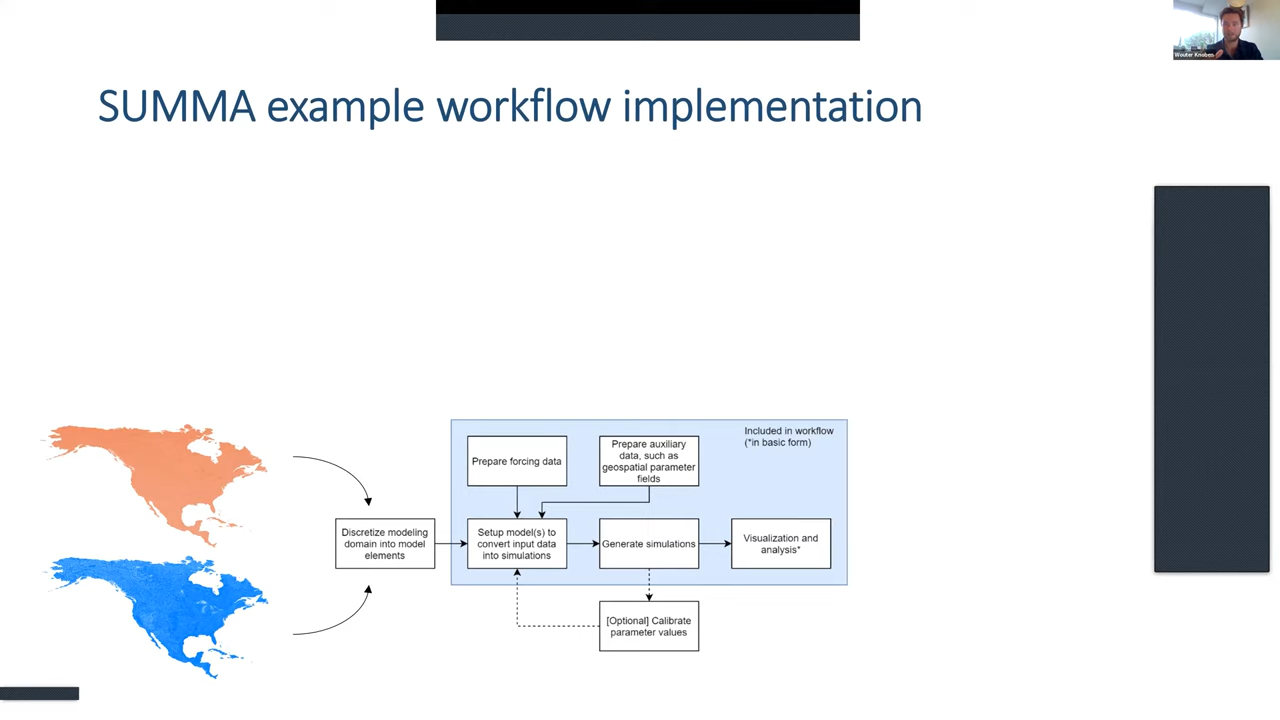 Wouter Knoben
SUMMA example workflow implementation
Included in workflow
(*in basic form)
Prepare forcing data
Prepare auxiliary
data, such as
geospatial parameter
fields
Discretize modeling
domain into model
elements
Setup model(s) to
convert input data
into simulations
Generate simulations
Visualization and
analysis*
[Optional] Calibrate
parameter values